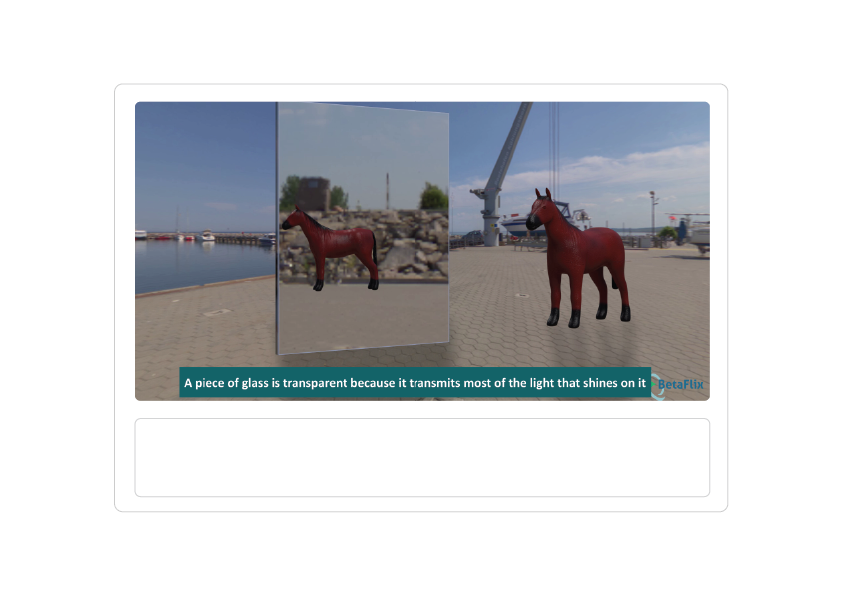 A piece of glass is transparent because it transmits most of the light that shines on it
BetaFlix